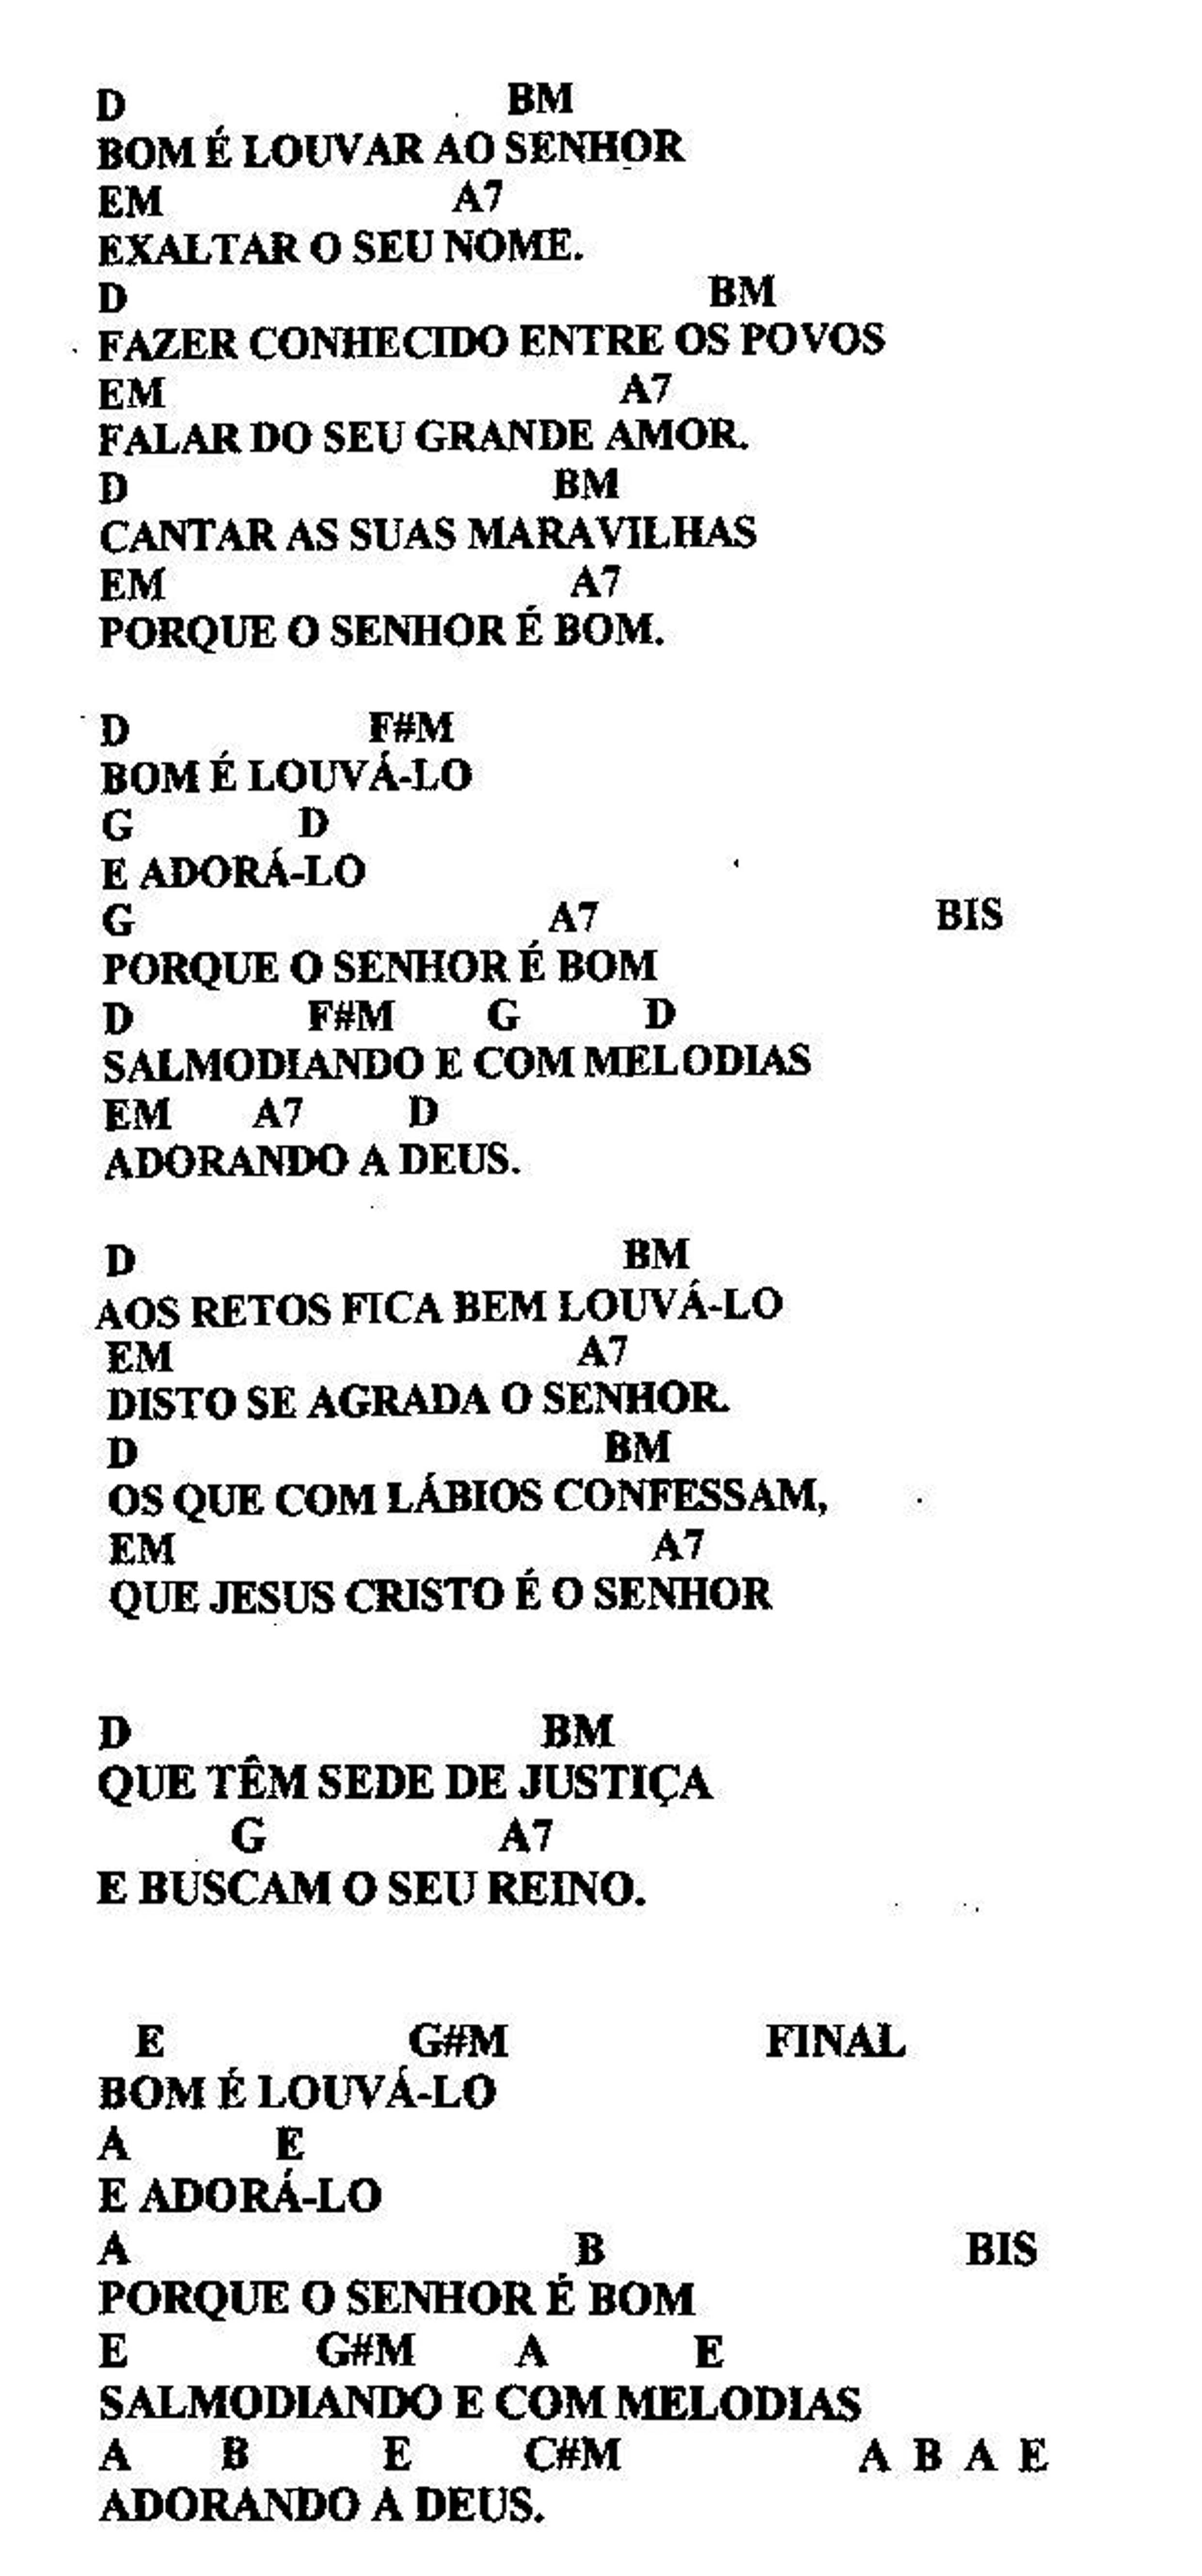 D BM
BOM É LOUVAR AO SENHOR
EM A7
EXALTAR O SEU NOME.
D BM
FAZER CONHECIDO ENTRE OS POVOS
EM A7
FALAR DO SEU GRANDE AMOR.
D BM
CANTAR AS SUAS MARAVILHAS
EM A7
PORQUE O SENHOR É BOM.
D F#M
BOM É LOUVÁ-LO
G D
E ADORÁ-LO
G A7 BIS
PORQUE O SENHOR É BOM
D F#M G D
SALMODIANDO E COM MELODIAS
EM A7 D
ADORANDO A DEUS.
D BM
AOS RETOS FICA BEM LOUVÁ-LO
EM A7
DISTO SE AGRADA O SENHOR.
D BM
OS QUE COM LÁBIOS CONFESSAM,
EM A7
QUE JESUS CRISTO É O SENHOR
D BM
QUE TÊM SEDE DE JUSTIÇA
G A7
E BUSCAM O SEU REINO.
E G#M FINAL
BOM É LOUVÁ-LO
A E
E ADORÁ-LO
A B BIS
PORQUE O SENHOR É BOM
E G#M A E
SALMODIANDO E COM MELODIAS
A B E C#M A B A E
ADORANDO A DEUS.